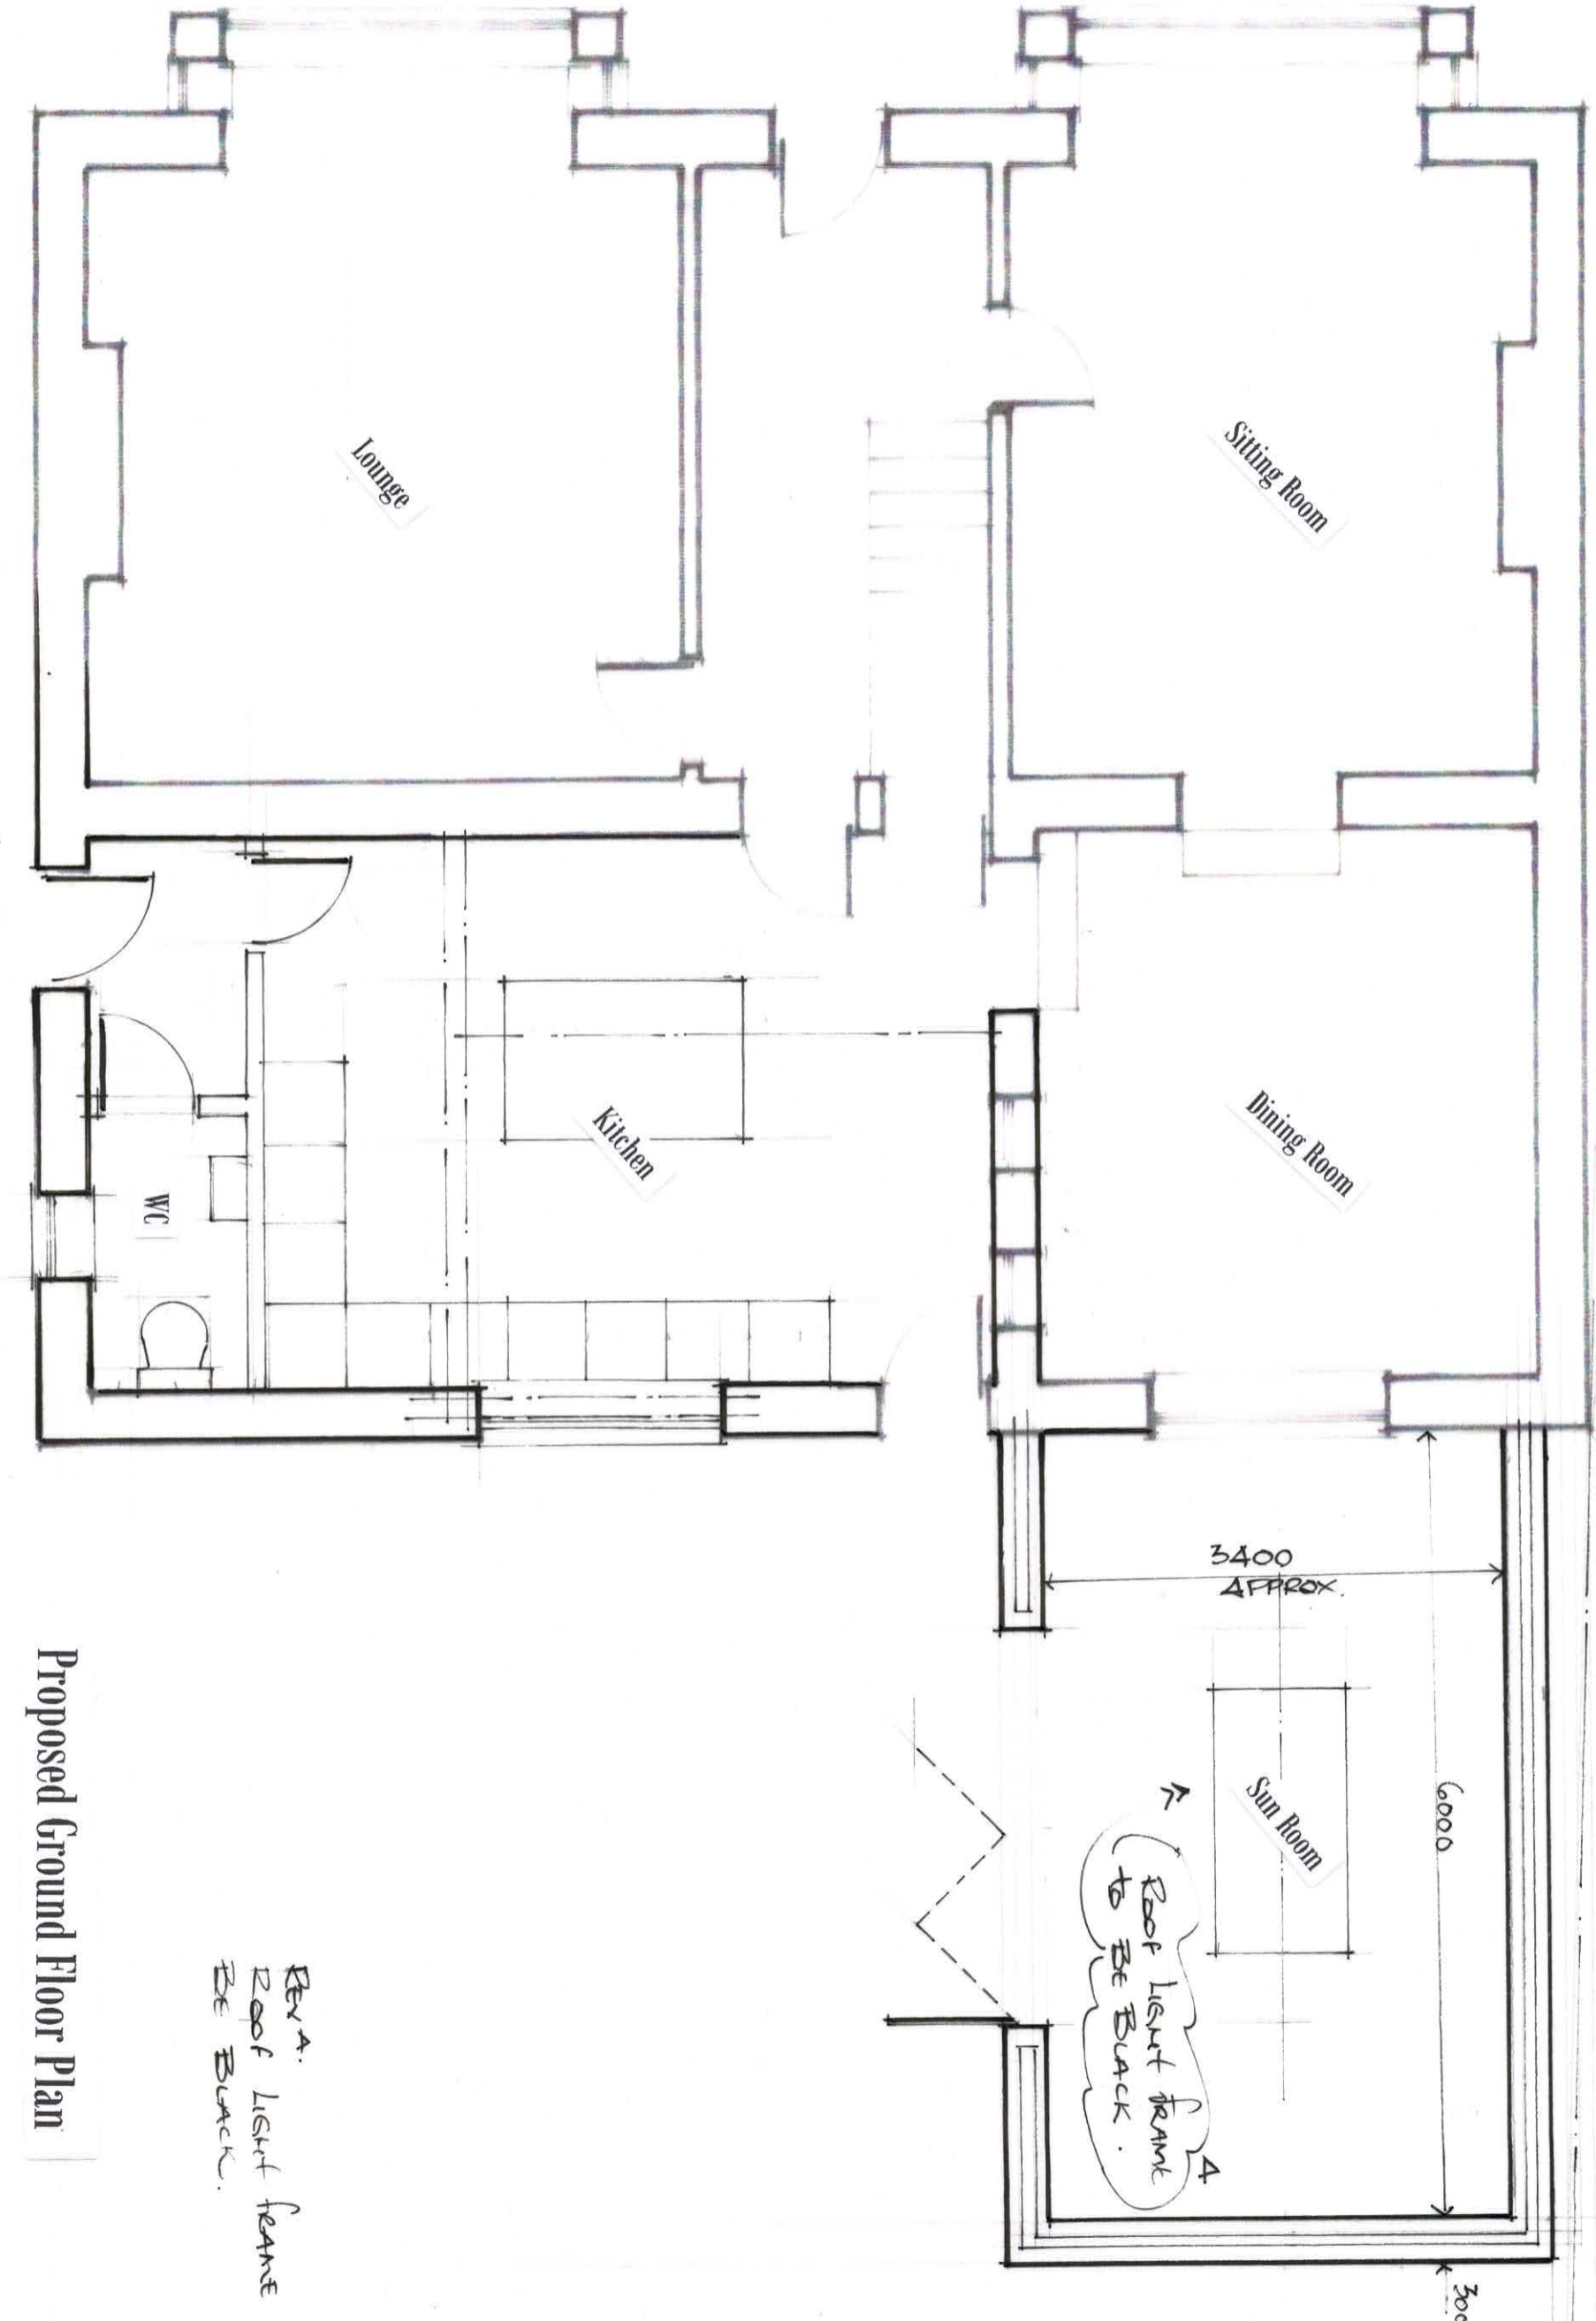 Sitting Room
Lounge
Dining Room
Kitchen
WC
3400
APPROX.
6000
Sun Room
ROOF LIGHT FRAME
TO BE BLACK.
A
300
REV A.
ROOF LIGHT FRAME
BE BLACK.
Proposed Ground Floor Plan